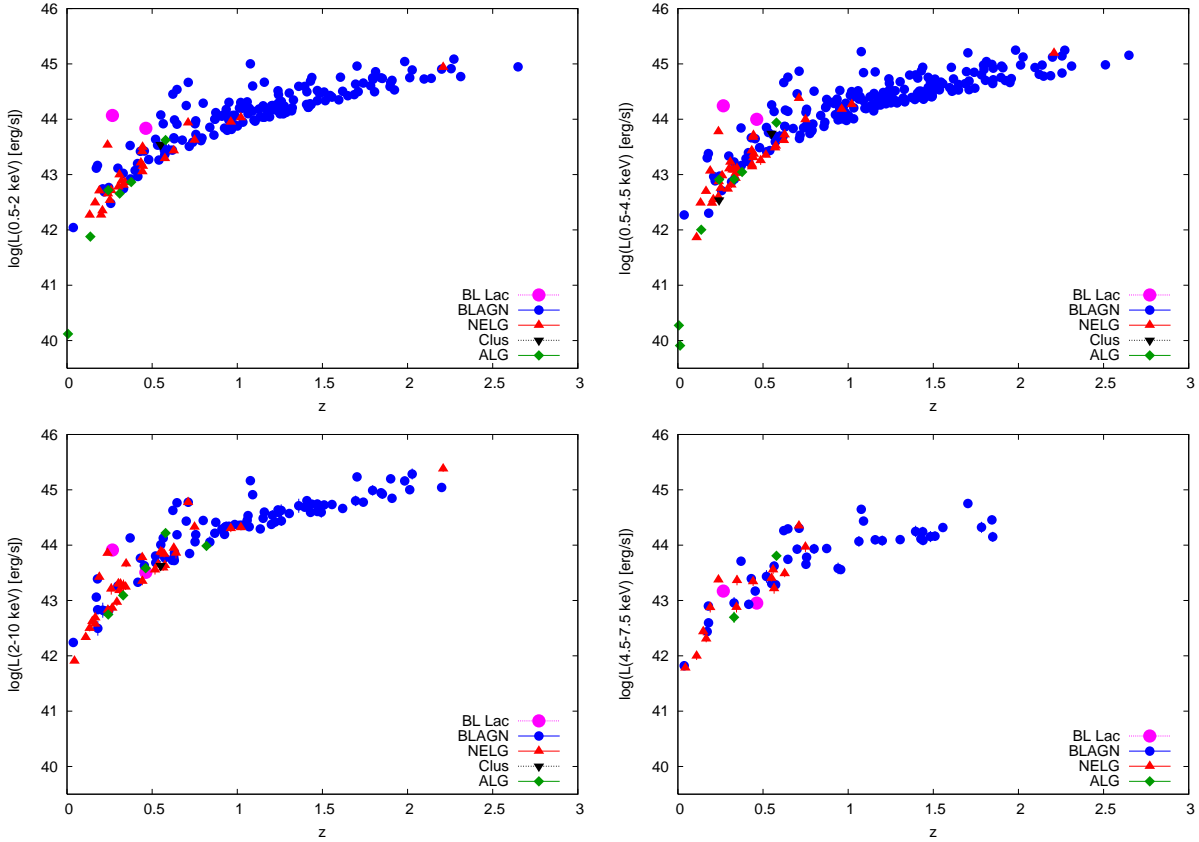 46
45
44
43
42
41
40
0 0.5 1 1.5 2 2.5 3
log(L(0.5-2 keV) [erg/s])
z
BL Lac
BLAGN
NELG
Clus
ALG
46
45
44
43
42
41
40
0 0.5 1 1.5 2 2.5 3
log(L(0.5-4.5 keV) [erg/s])
z
BL Lac
BLAGN
NELG
Clus
ALG
46
45
44
43
42
41
40
0 0.5 1 1.5 2 2.5 3
log(L(2-10 keV) [erg/s])
z
BL Lac
BLAGN
NELG
Clus
ALG
46
45
44
43
42
41
40
0 0.5 1 1.5 2 2.5 3
log(L(4.5-7.5 keV) [erg/s])
z
BL Lac
BLAGN
NELG
ALG